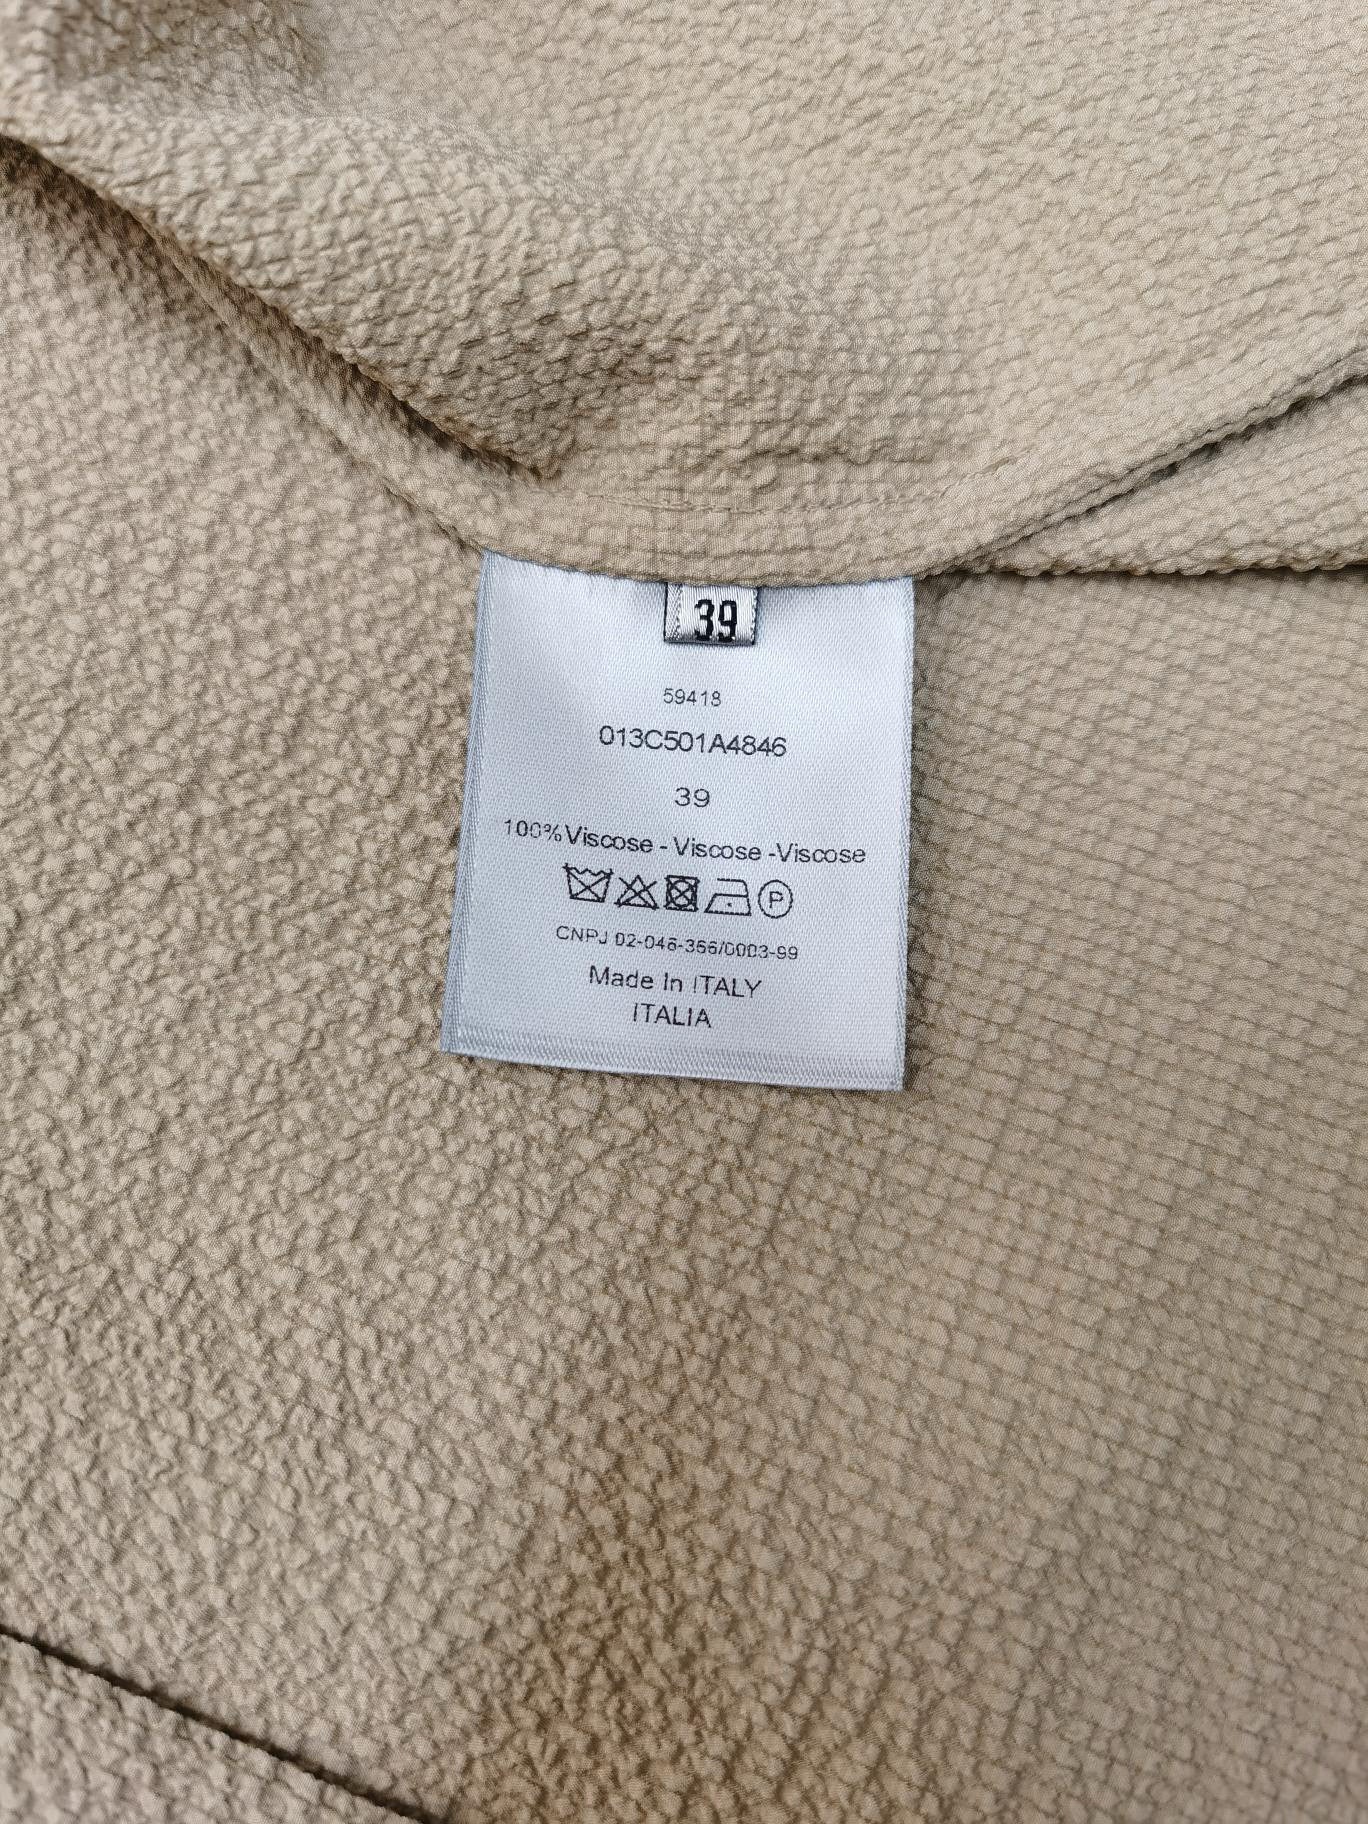 39
59418
013C501A4846
39
100%Viscose - Viscose -Viscose
P
CNPJ 02-046-356/0003-99
Made In ITALY
ITALIA